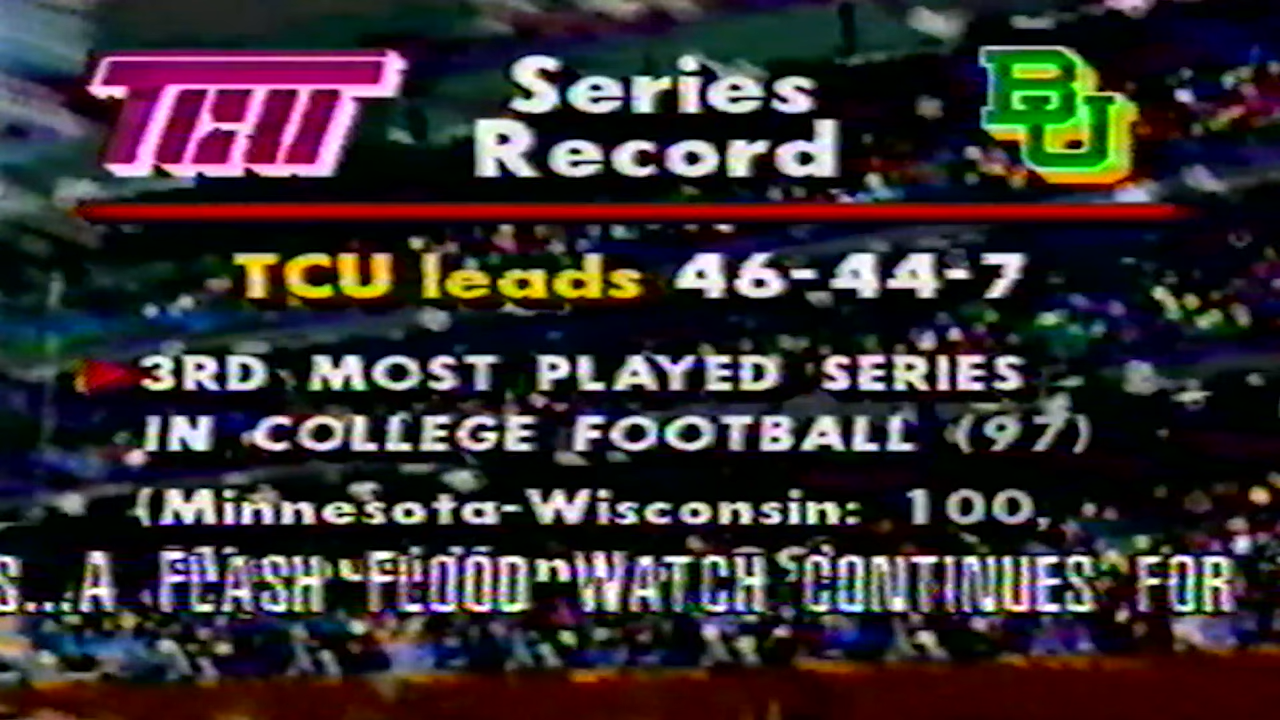 TCU
Series
Record
BU
TCU leads 46-44-7
3RD MOST PLAYED SERIES
IN COLLEGE FOOTBALL (97)
(Minnesota-Wisconsin: 100,
S...A FLASH FLOOD WATCH CONTINUES FOR